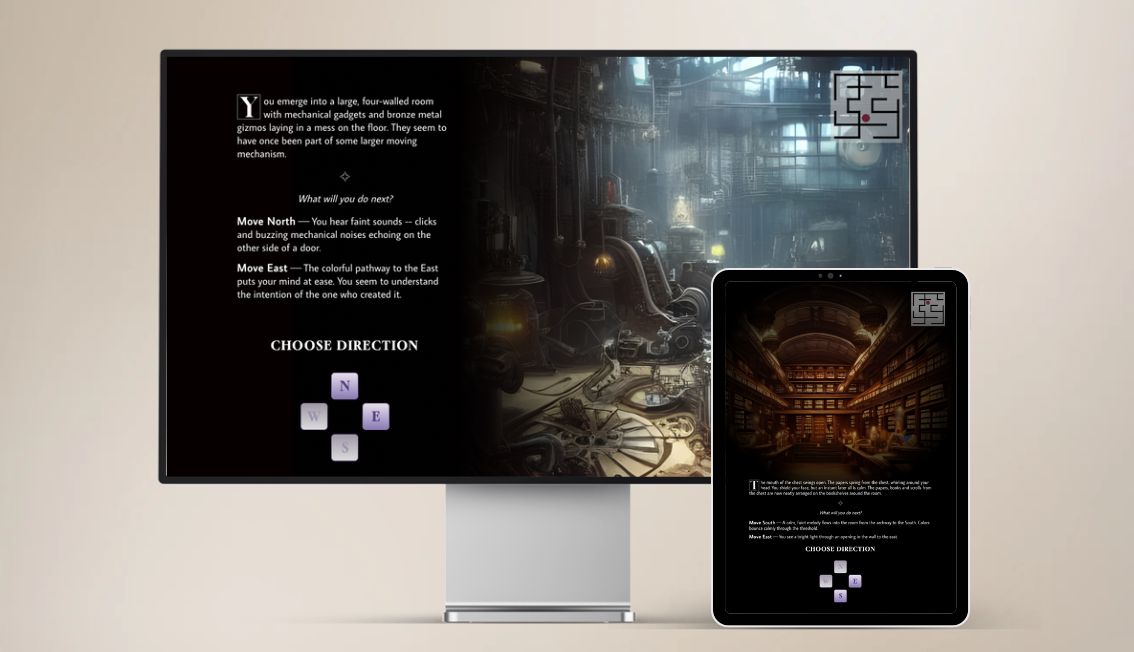 You emerge into a large, four-walled room
with mechanical gadgets and bronze metal
gizmos laying in a mess on the floor. They seem to
have once been part of some larger moving
mechanism.
What will you do next?
Move North — You hear faint sounds -- clicks
and buzzing mechanical noises echoing on the
other side of a door.
Move East — The colorful pathway to the East
puts your mind at ease. You seem to understand
the intention of the one who created it.
CHOOSE DIRECTION
N
W E
S
The mouth of the chest swings open. The papers swing from the chest, whirling around your
head. You shield your face, but an instant later all is calm. The papers, books and scrolls from
the chest are now neatly arranged on the bookshelves around the room.
What will you do next?
Move South — A calm, faint melody flows into the room from the archway to the South. Colors
bounce calmly through the threshold.
Move East — You see a bright light through an opening in the wall to the east.
CHOOSE DIRECTION
N
W E
S